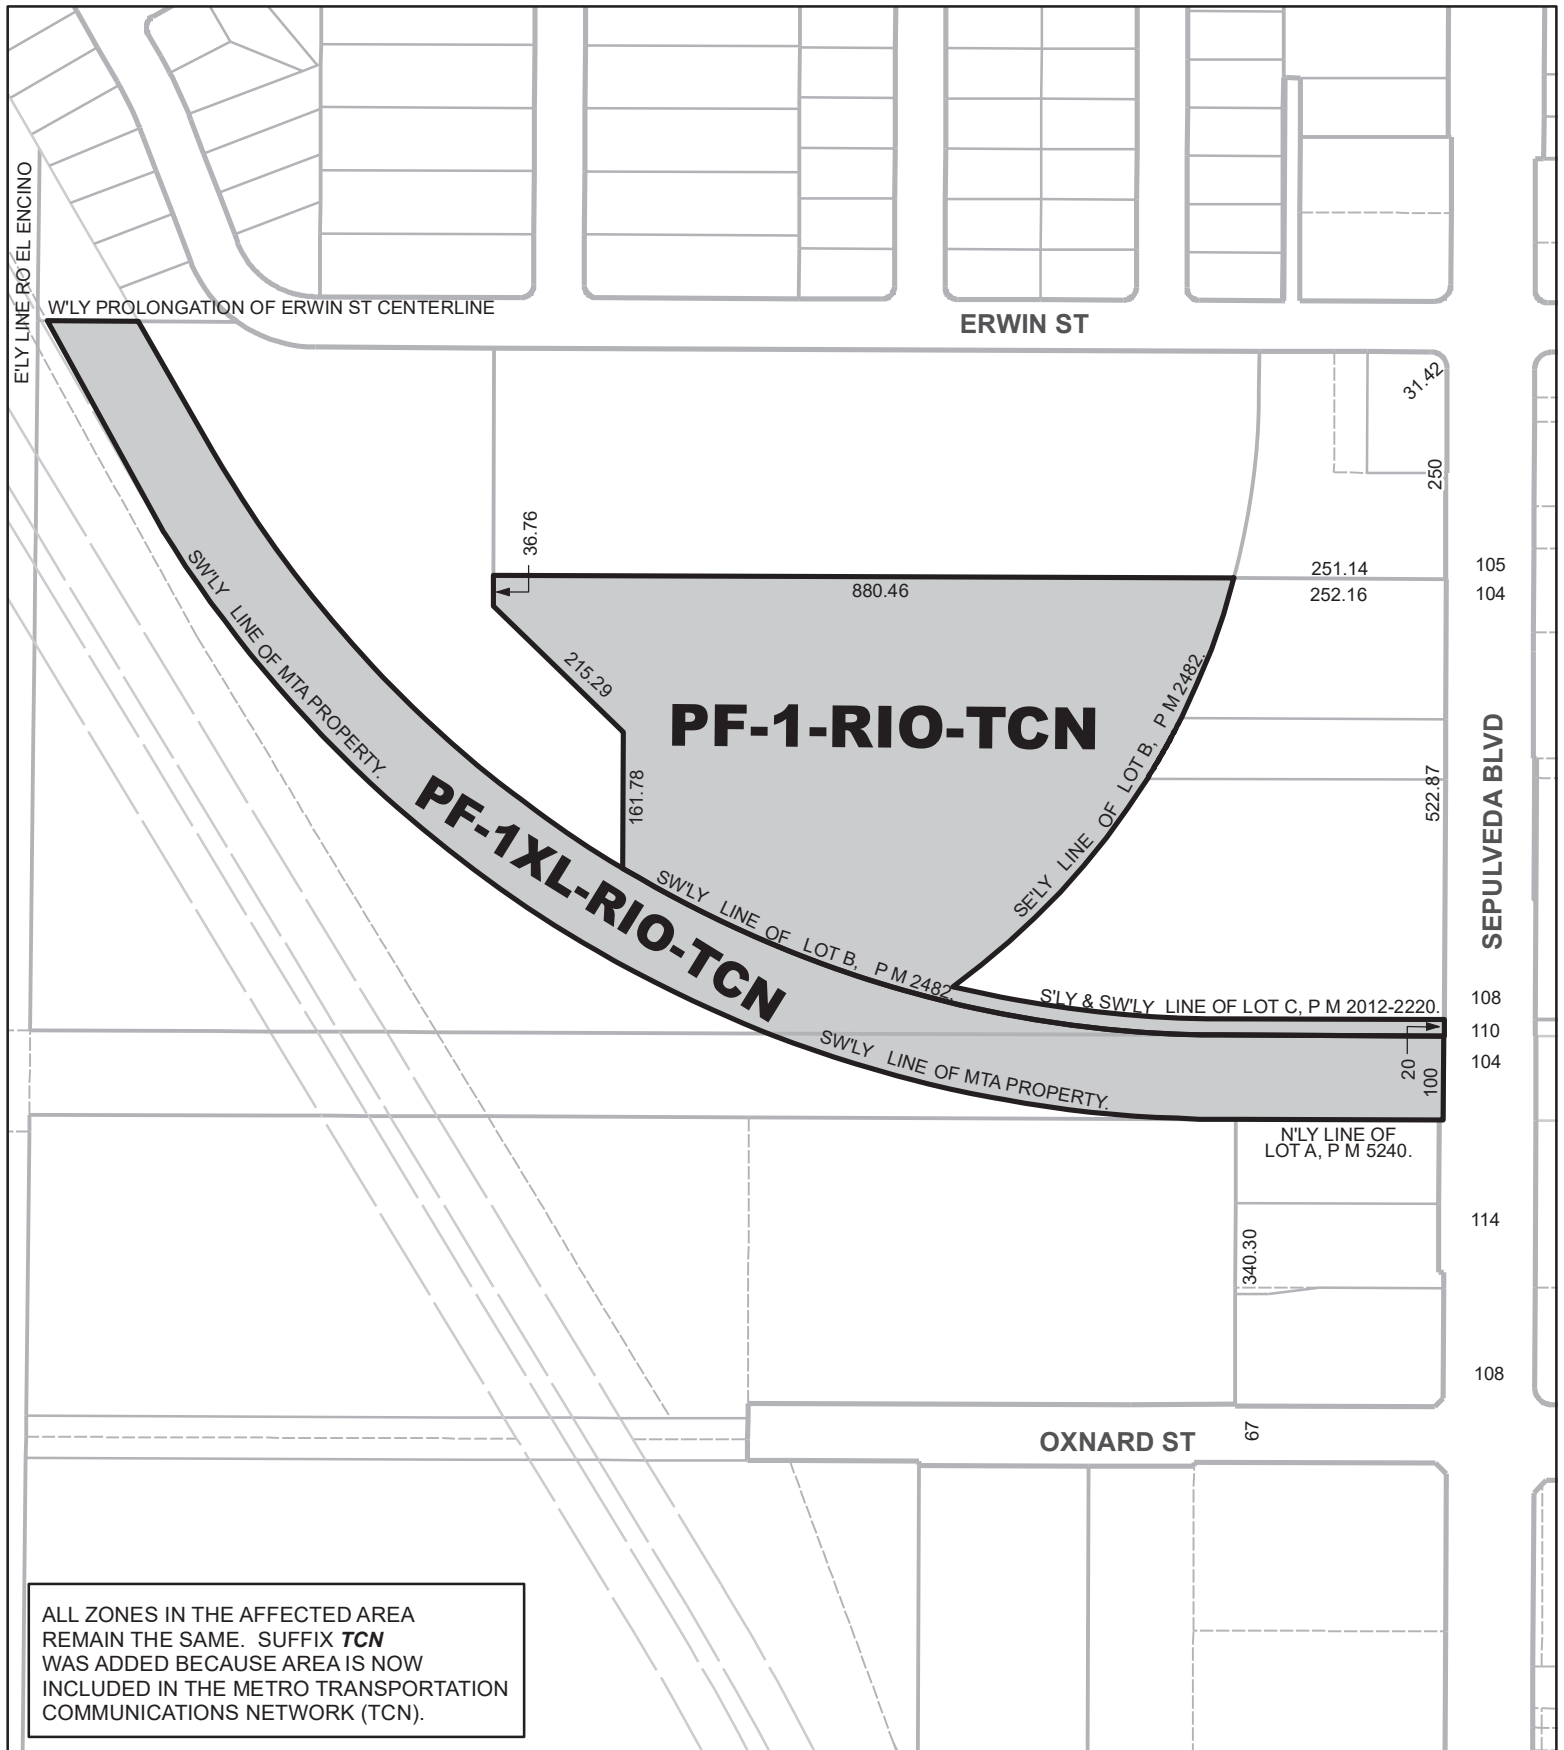 E'LY LINE RO EL ENCINO
W'LY PROLONGATION OF ERWIN ST CENTERLINE
ERWIN ST
31.42
250
36.76
880.46
251.14
252.16
105
104
215.29
161.78
PF-1-RIO-TCN
SE'LY LINE OF LOT B, P M 2482.
522.87
SEPULVEDA BLVD
SW'LY LINE OF MTA PROPERTY.
PF-1XL-RIO-TCN
SW'LY LINE OF LOT B, P M 2482.
S'LY & SW'LY LINE OF LOT C, P M 2012-2220.
108
110
104
20
100
SW'LY LINE OF MTA PROPERTY.
N'LY LINE OF
LOT A, P M 5240.
114
340.30
108
OXNARD ST
67
ALL ZONES IN THE AFFECTED AREA
REMAIN THE SAME. SUFFIX TCN
WAS ADDED BECAUSE AREA IS NOW
INCLUDED IN THE METRO TRANSPORTATION
COMMUNICATIONS NETWORK (TCN).